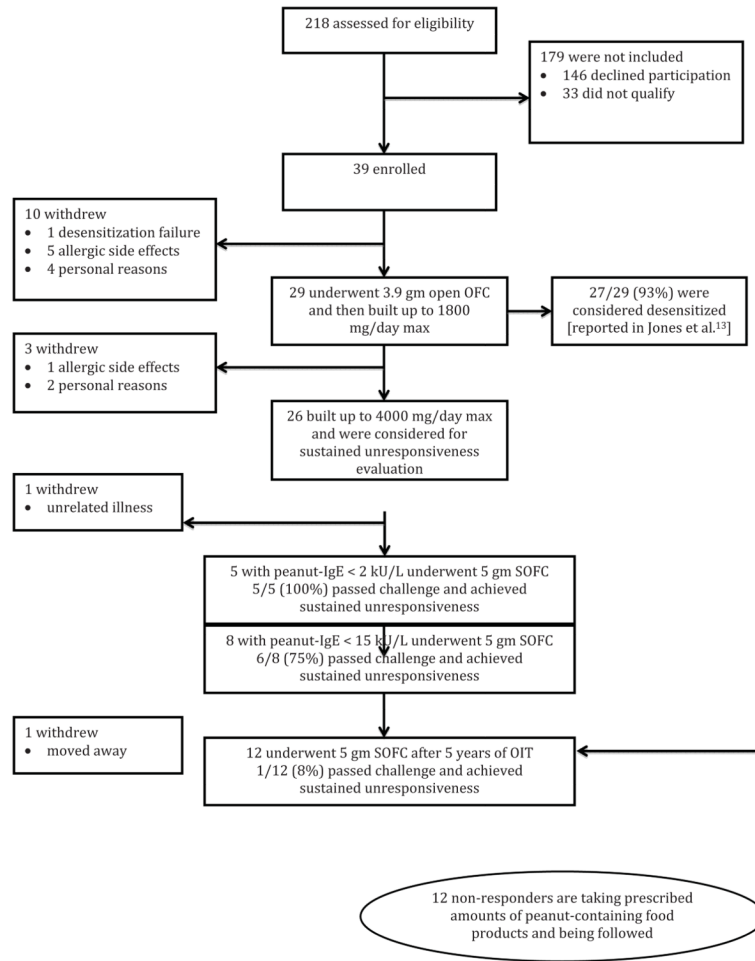 218 assessed for eligibility
179 were not included
• 146 declined participation
• 33 did not qualify
39 enrolled
10 withdrew
• 1 desensitization failure
• 5 allergic side effects
• 4 personal reasons
29 underwent 3.9 gm open OFC
and then built up to 1800
mg/day max
27/29 (93%) were
considered desensitized
[reported in Jones et al.¹³]
3 withdrew
• 1 allergic side effects
• 2 personal reasons
26 built up to 4000 mg/day max
and were considered for
sustained unresponsiveness
evaluation
1 withdrew
• unrelated illness
5 with peanut-IgE < 2 kU/L underwent 5 gm SOFC
5/5 (100%) passed challenge and achieved
sustained unresponsiveness
8 with peanut-IgE < 15 kU/L underwent 5 gm SOFC
6/8 (75%) passed challenge and achieved
sustained unresponsiveness
1 withdrew
• moved away
12 underwent 5 gm SOFC after 5 years of OIT
1/12 (8%) passed challenge and achieved
sustained unresponsiveness
12 non-responders are taking prescribed
amounts of peanut-containing food
products and being followed